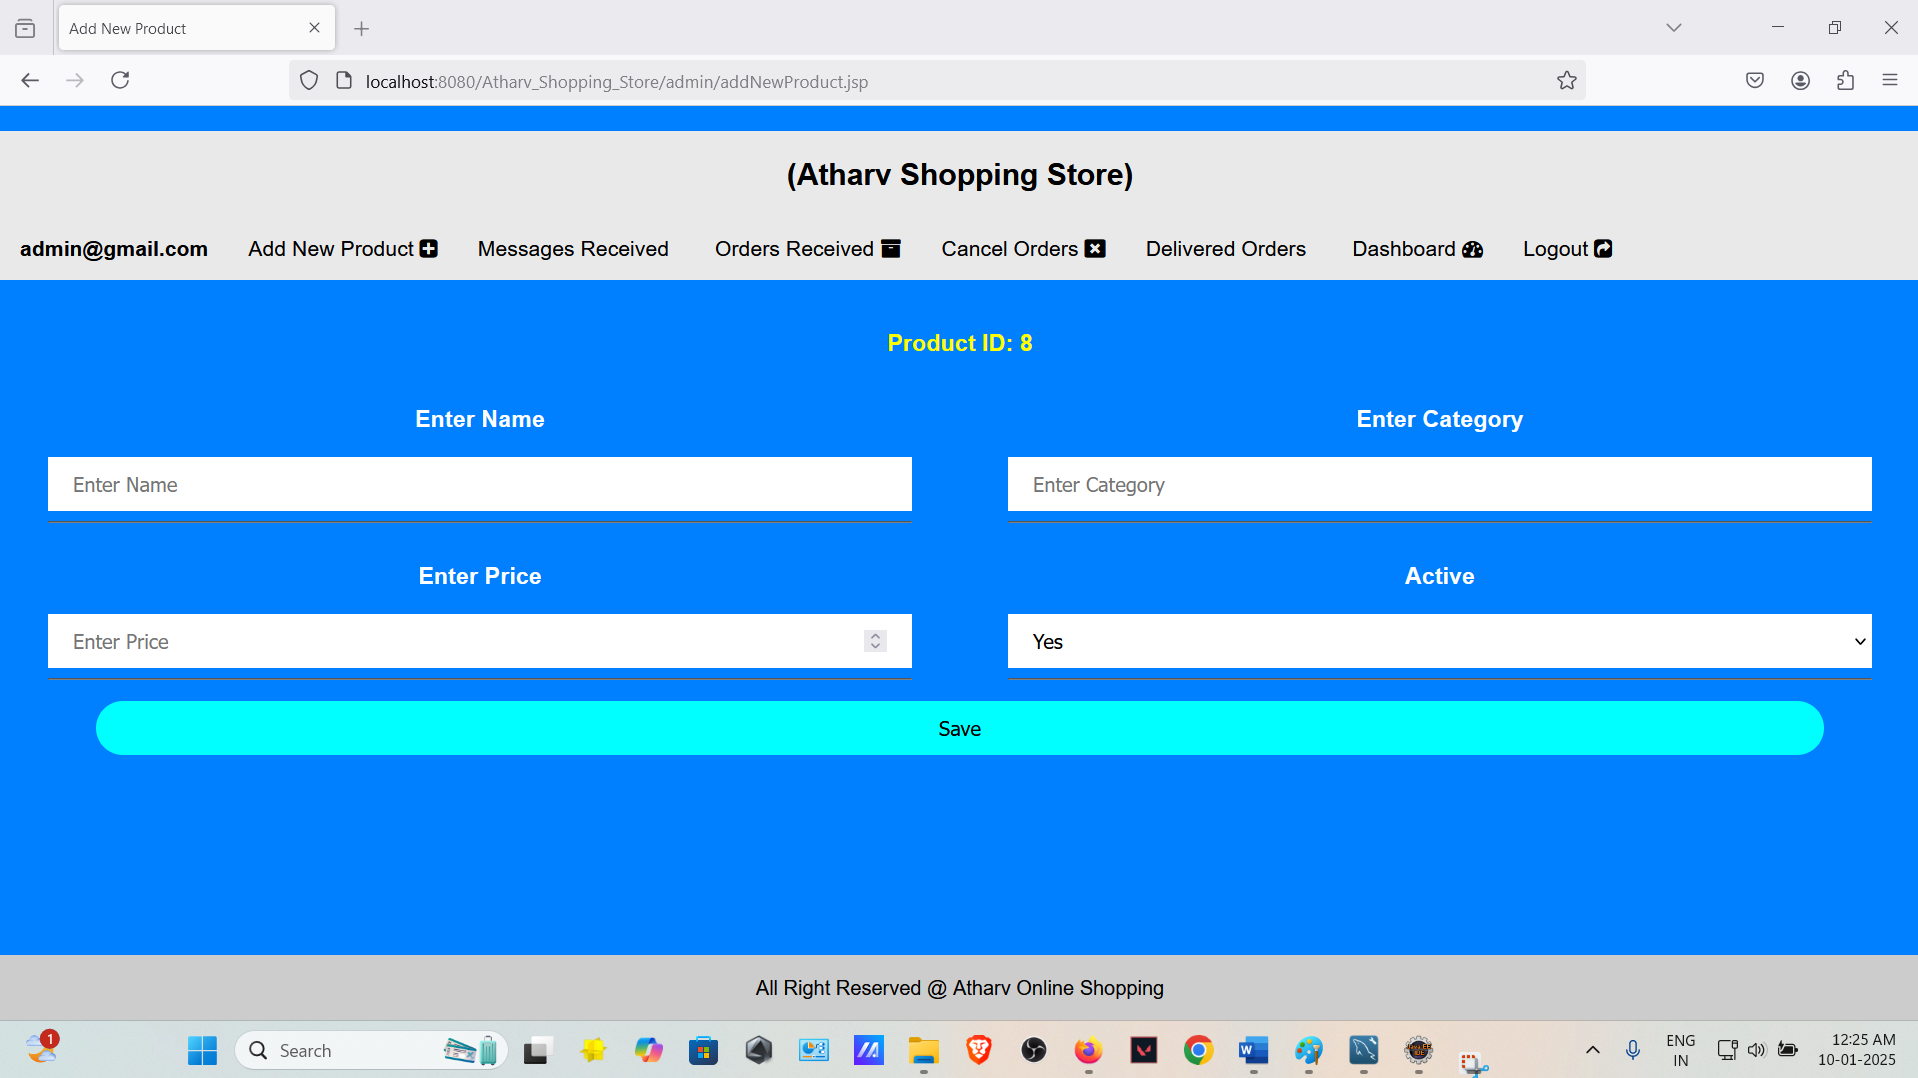 Add New Product
localhost:8080/Atharv_Shopping_Store/admin/addNewProduct.jsp
(Atharv Shopping Store)
admin@gmail.com Add New Product Messages Received Orders Received Cancel Orders Delivered Orders Dashboard Logout
Product ID: 8
Enter Name Enter Category
Enter Name Enter Category
Enter Price Active
Enter Price Yes
Save
All Right Reserved @ Atharv Online Shopping
1 Search ENG 12:25 AM
IN 10-01-2025